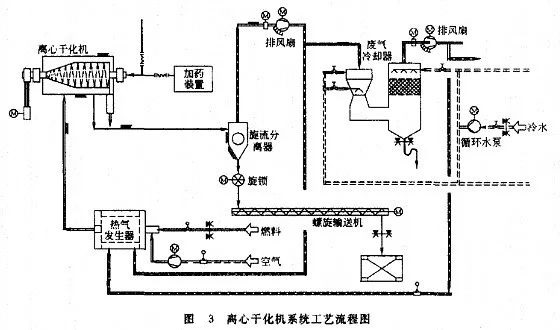 离心干化机
M
加药
装置
M
排风扇
废气
冷却器
M
排风扇
M
循环水泵
冷水
旋流分
离器
M
旋锁
M
螺旋输送机
热气
发生器
燃料
M
空气
图 3 离心干化机系统工艺流程图